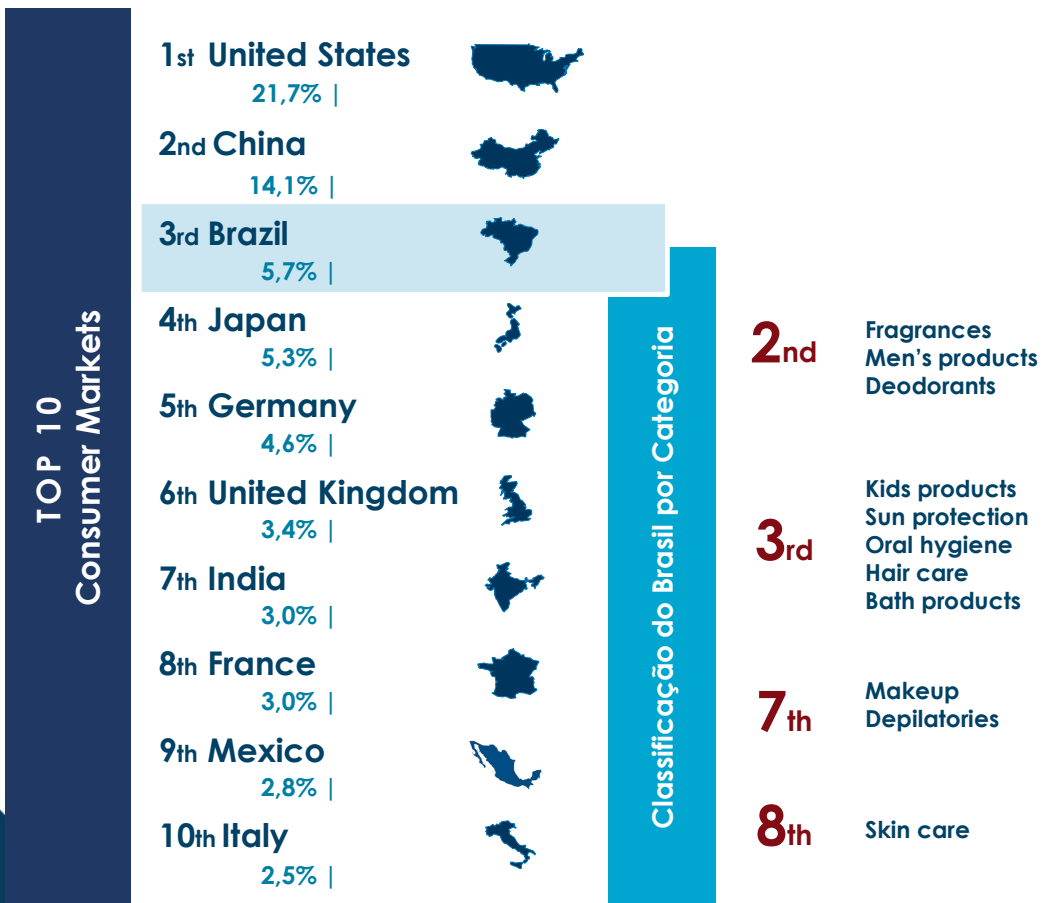 TOP 10
Consumer Markets
1st United States
21,7% |
2nd China
14,1% |
3rd Brazil
5,7% |
4th Japan
5,3% |
5th Germany
4,6% |
6th United Kingdom
3,4% |
7th India
3,0% |
8th France
3,0% |
9th Mexico
2,8% |
10th Italy
2,5% |
Classificação do Brasil por Categoria
2nd
Fragrances
Men’s products
Deodorants
3rd
Kids products
Sun protection
Oral hygiene
Hair care
Bath products
7th
Makeup
Depilatories
8th
Skin care